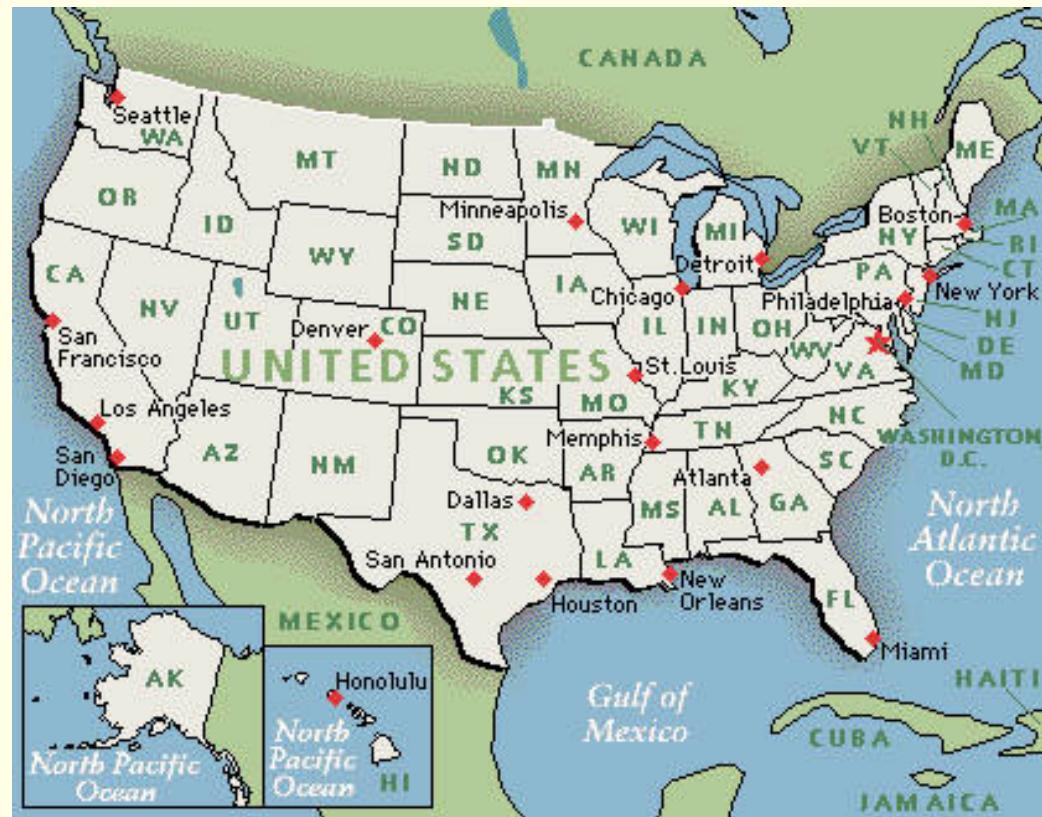 CANADA
NH
VT
ME
Seattle
WA
MT
ND
MN
OR
ID
Minneapolis
WI
MI
Boston
MA
NY
RI
CT
SD
WY
Detroit
PA
New York
CA
NV
UT
NE
IA
Chicago
Philadelphia
NJ
Denver
CO
IL
IN
OH
DE
San
Francisco
UNITED STATES
St.Louis
WV
VA
MD
KS
MO
KY
Los Angeles
NC
WASHINGTON
D.C.
AZ
NM
OK
Memphis
TN
AR
SC
San
Diego
Dallas
Atlanta
MS
AL
GA
North
Pacific
Ocean
TX
North
Atlantic
Ocean
San Antonio
LA
Houston
New
Orleans
FL
MEXICO
Miami
AK
Honolulu
HAITI
Gulf of
Mexico
North Pacific
Ocean
North
Pacific
Ocean
HI
CUBA
JAMAICA